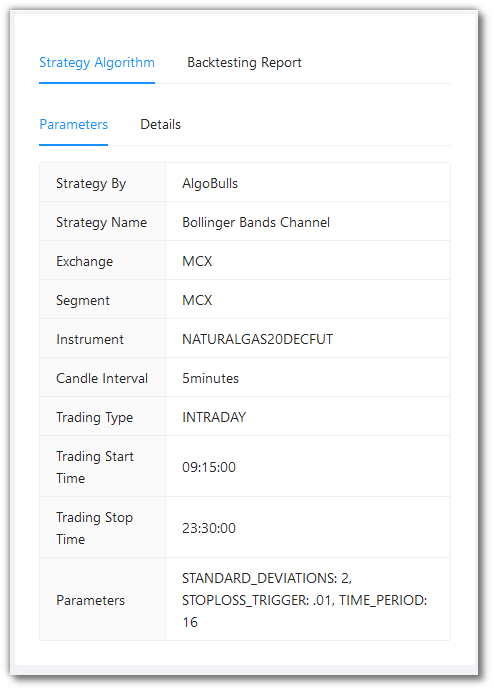 Strategy Algorithm Backtesting Report
Parameters Details
Strategy By AlgoBulls
Strategy Name Bollinger Bands Channel
Exchange MCX
Segment MCX
Instrument NATURALGAS20DECFUT
Candle Interval 5minutes
Trading Type INTRADAY
Trading Start
Time
09:15:00
Trading Stop
Time
23:30:00
Parameters
STANDARD_DEVIATIONS: 2,
STOPLOSS_TRIGGER: .01, TIME_PERIOD:
16